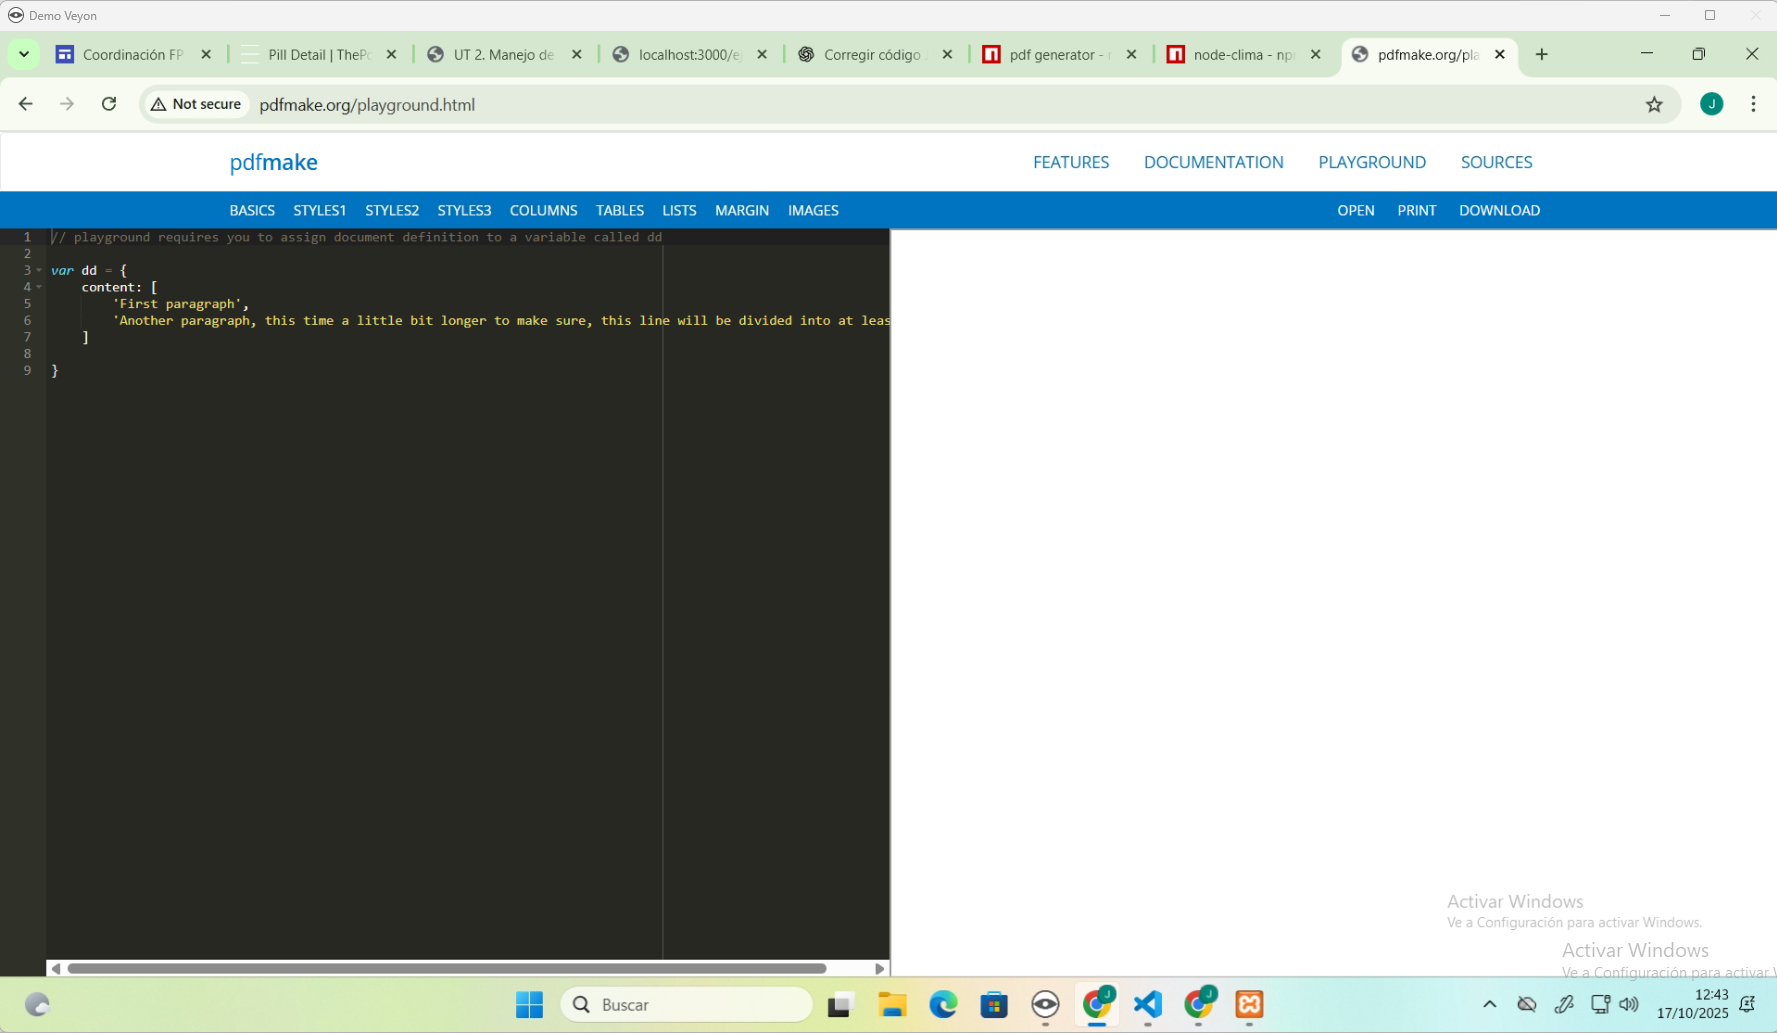 Demo Veyon
Coordinación FP
Pill Detail | ThePo
UT 2. Manejo de
localhost:3000/e
Corregir código
pdf generator -
node-clima - np
pdfmake.org/pla
Not secure
pdfmake.org/playground.html
J
pdfmake
FEATURES
DOCUMENTATION
PLAYGROUND
SOURCES
BASICS
STYLES1
STYLES2
STYLES3
COLUMNS
TABLES
LISTS
MARGIN
IMAGES
OPEN
PRINT
DOWNLOAD
1 // playground requires you to assign document definition to a variable called dd
2
3 var dd = {
4 content: [
5 'First paragraph',
6 'Another paragraph, this time a little bit longer to make sure, this line will be divided into at leas
7 ]
8
9 }
Activar Windows
Ve a Configuración para activar Windows.
Activar Windows
Ve a Configuración para activar
Buscar
J
J
12:43
17/10/2025